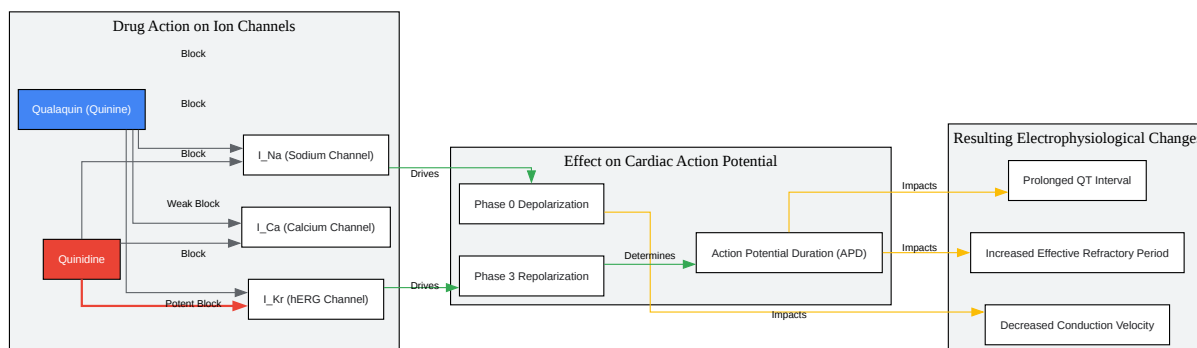 Drug Action on Ion Channels
Block
Qualaquin (Quinine)
Block
I_Na (Sodium Channel)
Block
Weak Block
I_Ca (Calcium Channel)
Quinidine
Block
I_Kr (hERG Channel)
Potent Block
Drives
Drives
Effect on Cardiac Action Potential
Phase 0 Depolarization
Phase 3 Repolarization
Determines
Action Potential Duration (APD)
Impacts
Impacts
Impacts
Resulting Electrophysiological Change
Prolonged QT Interval
Increased Effective Refractory Period
Decreased Conduction Velocity